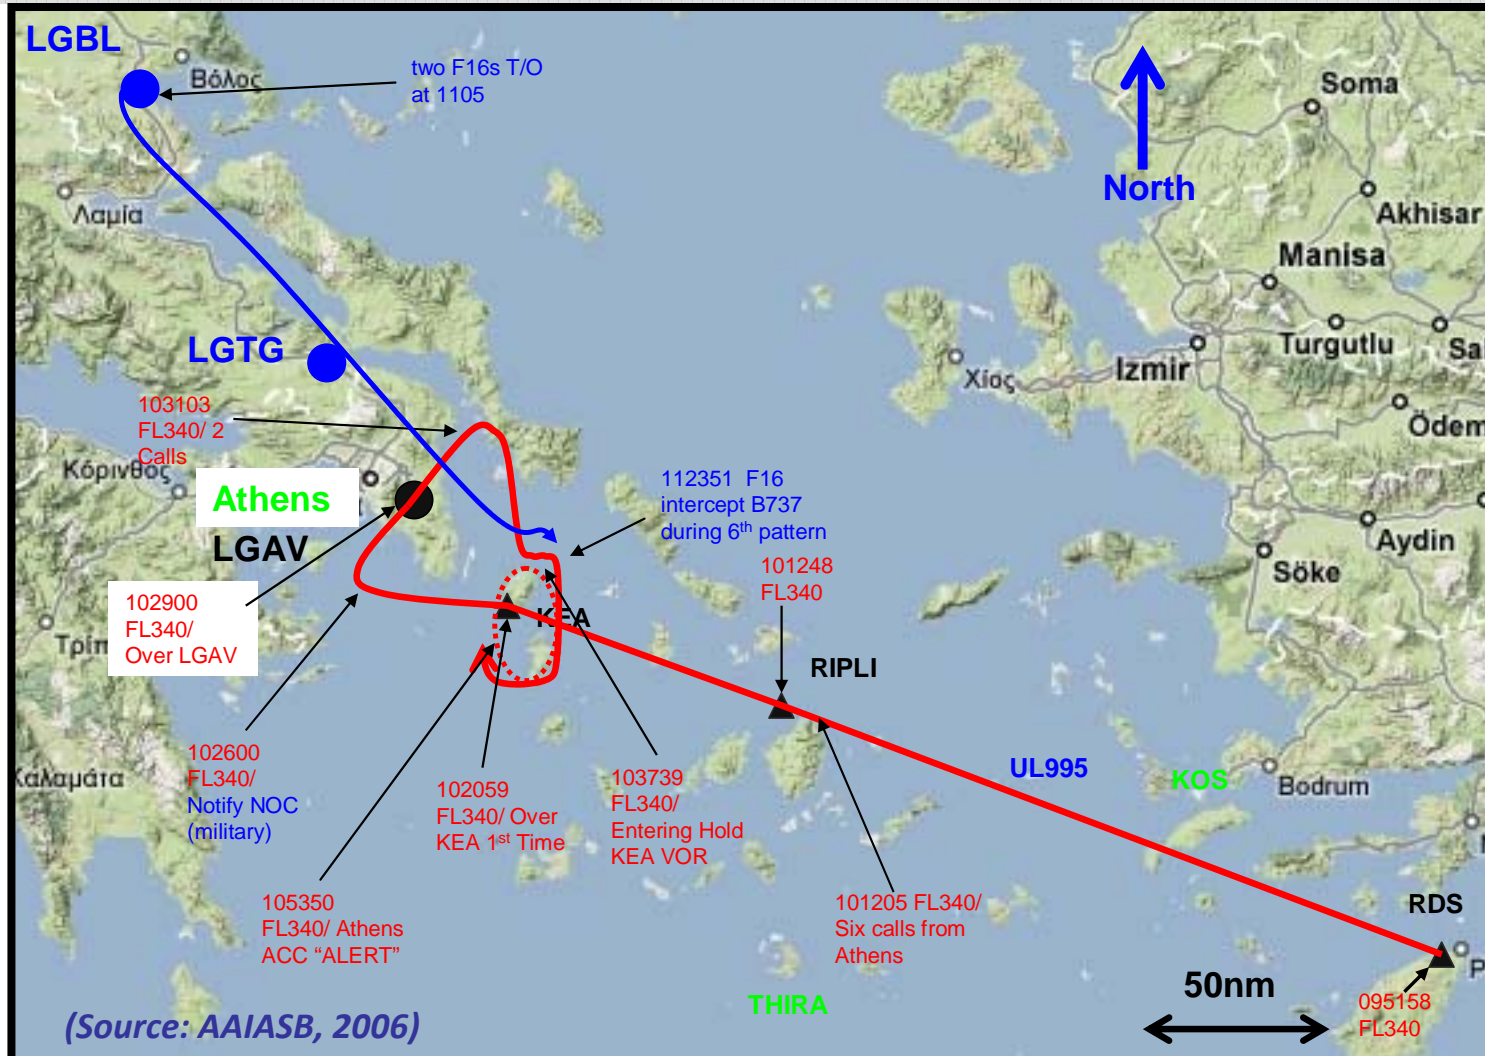 LGBL
Βόλος
two F16s T/O
at 1105
Soma
North
Akhisar
Λαμία
Manisa
LGTG
Turgutlu
Izmir
Χίος
103103
FL340/ 2
Calls
Ödem
Κόρινθος
Athens
LGAV
112351 F16
intercept B737
during 6th pattern
Aydin
Söke
101248
FL340
102900
FL340/
Over LGAV
KEA
RIPLI
102600
FL340/
Notify NOC
(military)
102059
FL340/ Over
KEA 1st Time
103739
FL340/
Entering Hold
KEA VOR
UL995
KOS
Bodrum
105350
FL340/ Athens
ACC “ALERT”
101205 FL340/
Six calls from
Athens
RDS
THIRA
50nm
095158
FL340
(Source: AAIASB, 2006)